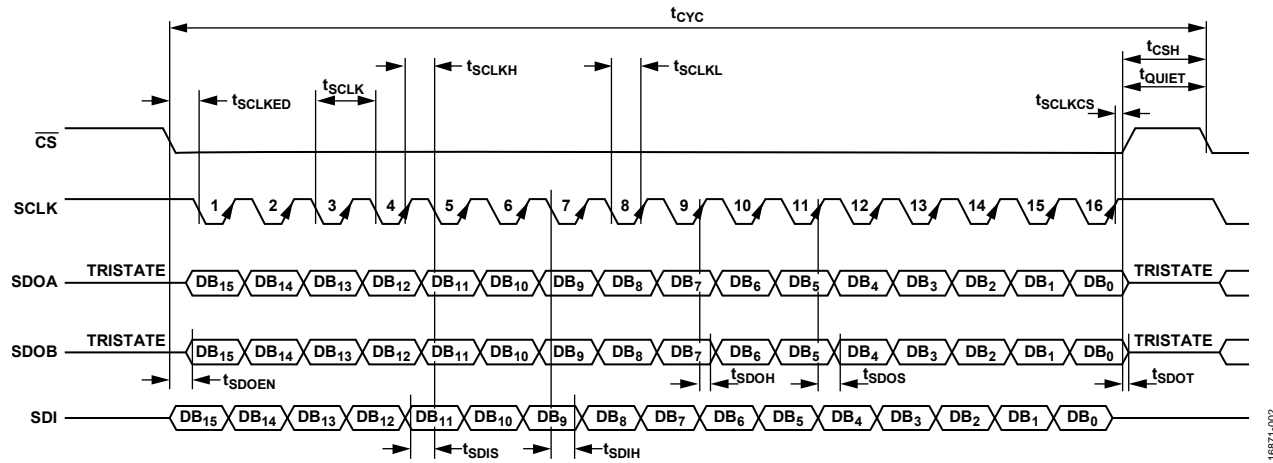 tCYC
tCSH
tSCLKH tSCLKL
tSCLK tQUIET
tSCLKED tSCLKCS
CS
SCLK 1 2 3 4 5 6 7 8 9 10 11 12 13 14 15 16
SDOA TRISTATE DB15 DB14 DB13 DB12 DB11 DB10 DB9 DB8 DB7 DB6 DB5 DB4 DB3 DB2 DB1 DB0 TRISTATE
SDOB TRISTATE DB15 DB14 DB13 DB12 DB11 DB10 DB9 DB8 DB7 DB6 DB5 DB4 DB3 DB2 DB1 DB0 TRISTATE
tSDOEN tSDOH tSDOS tSDOT
SDI DB15 DB14 DB13 DB12 DB11 DB10 DB9 DB8 DB7 DB6 DB5 DB4 DB3 DB2 DB1 DB0
tSDIS tSDIH
16871-002